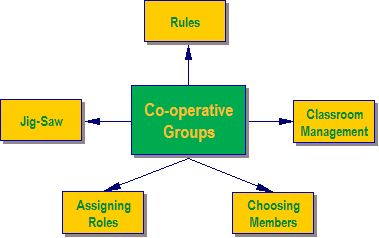 Rules
Jig-Saw
Co-operative
Groups
Classroom
Management
Assigning
Roles
Choosing
Members